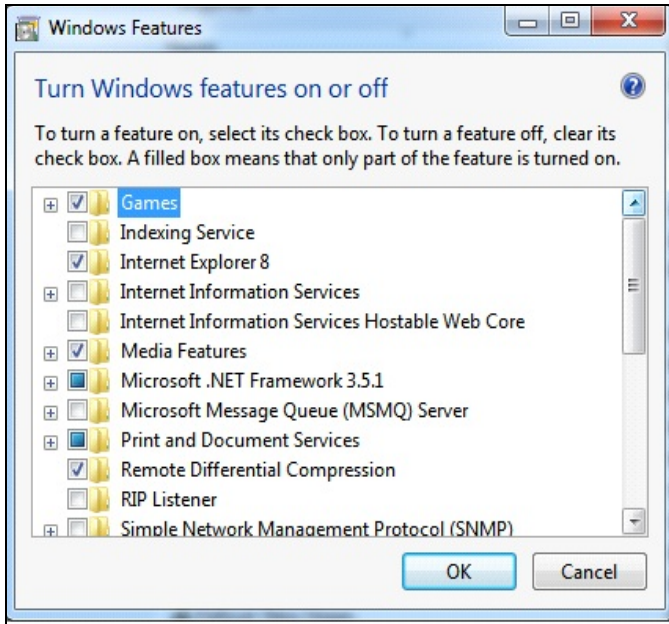 Windows Features
Turn Windows features on or off
To turn a feature on, select its check box. To turn a feature off, clear its
check box. A filled box means that only part of the feature is turned on.
Games
Indexing Service
Internet Explorer 8
Internet Information Services
Internet Information Services Hostable Web Core
Media Features
Microsoft .NET Framework 3.5.1
Microsoft Message Queue (MSMQ) Server
Print and Document Services
Remote Differential Compression
RIP Listener
Simple Network Management Protocol (SNMP)
OK Cancel